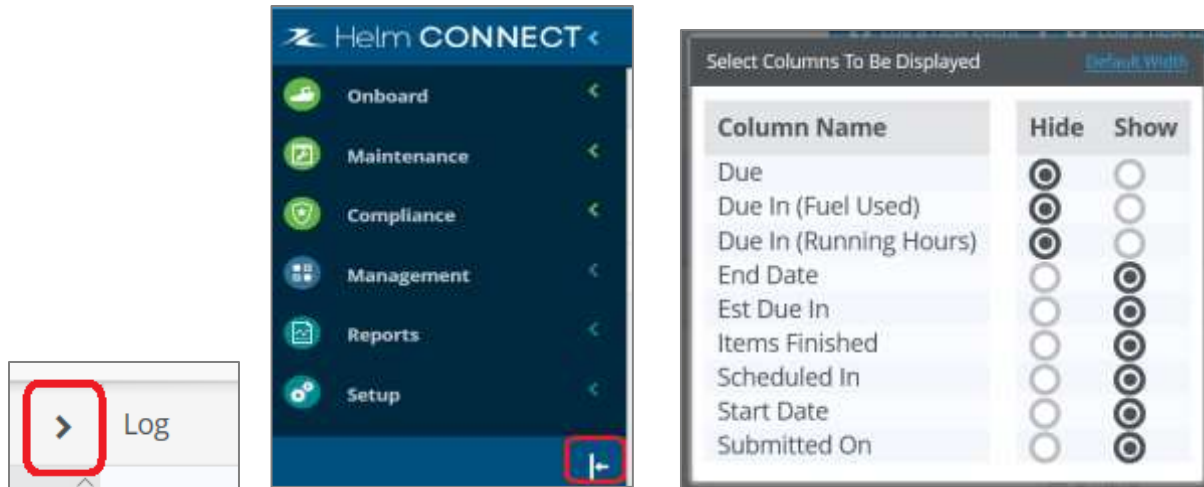 Log
Helm CONNECT
Onboard
Maintenance
Compliance
Management
Reports
Setup
Select Columns To Be Displayed Default Width
Column Name Hide Show
Due
Due In (Fuel Used)
Due In (Running Hours)
End Date
Est Due In
Items Finished
Scheduled In
Start Date
Submitted On